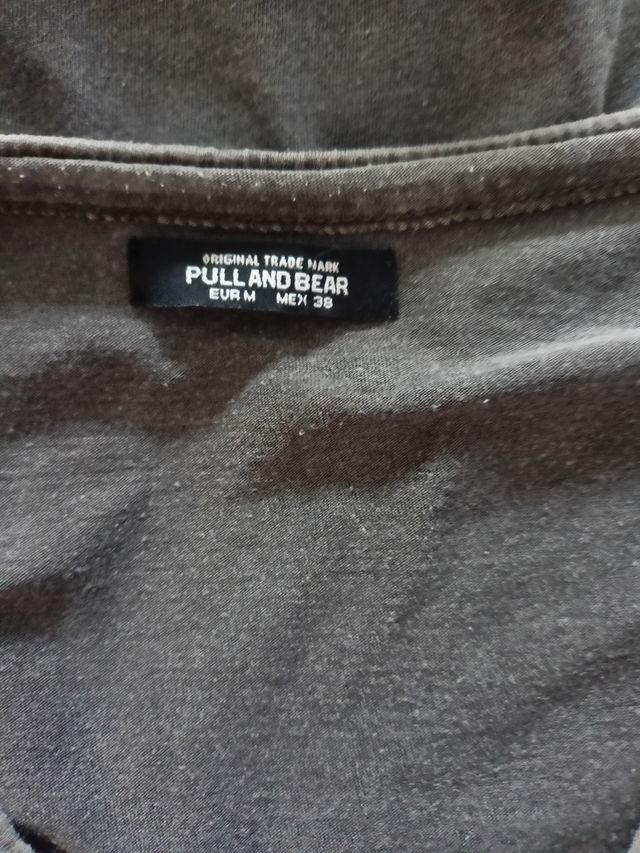 ORIGINAL TRADE MARK
PULL AND BEAR
EUR M MEX 38